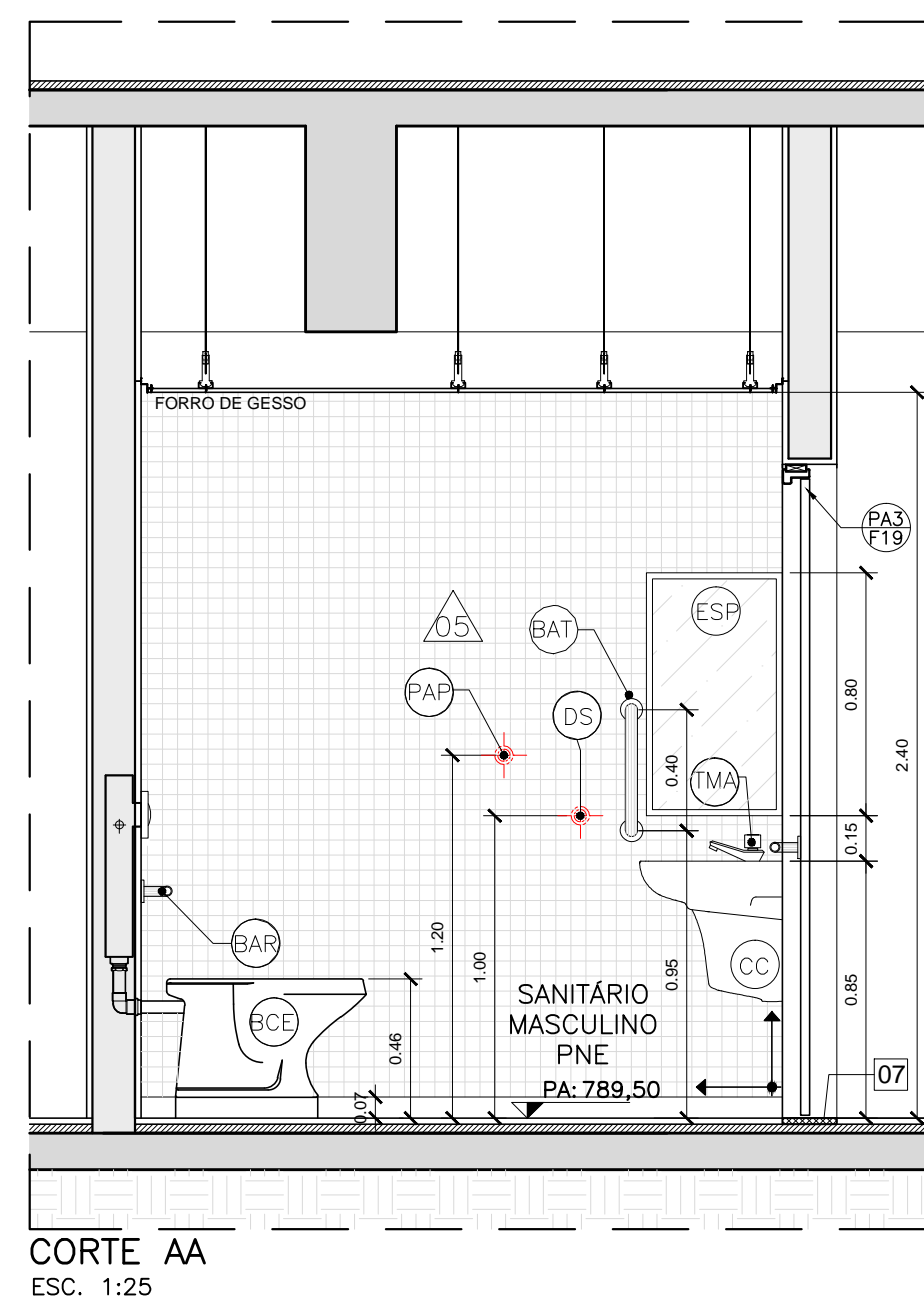 FORRO DE GESSO
PA3
F19
ESP
05
BAT
PAP
DS
0.80
2.40
0.40
TMA
0.15
BAR
1.20
1.00
0.95
CC
0.85
SANITÁRIO
MASCULINO
PNE
BCE
0.46
PA: 789,50
07
0.07
CORTE AA
ESC. 1:25